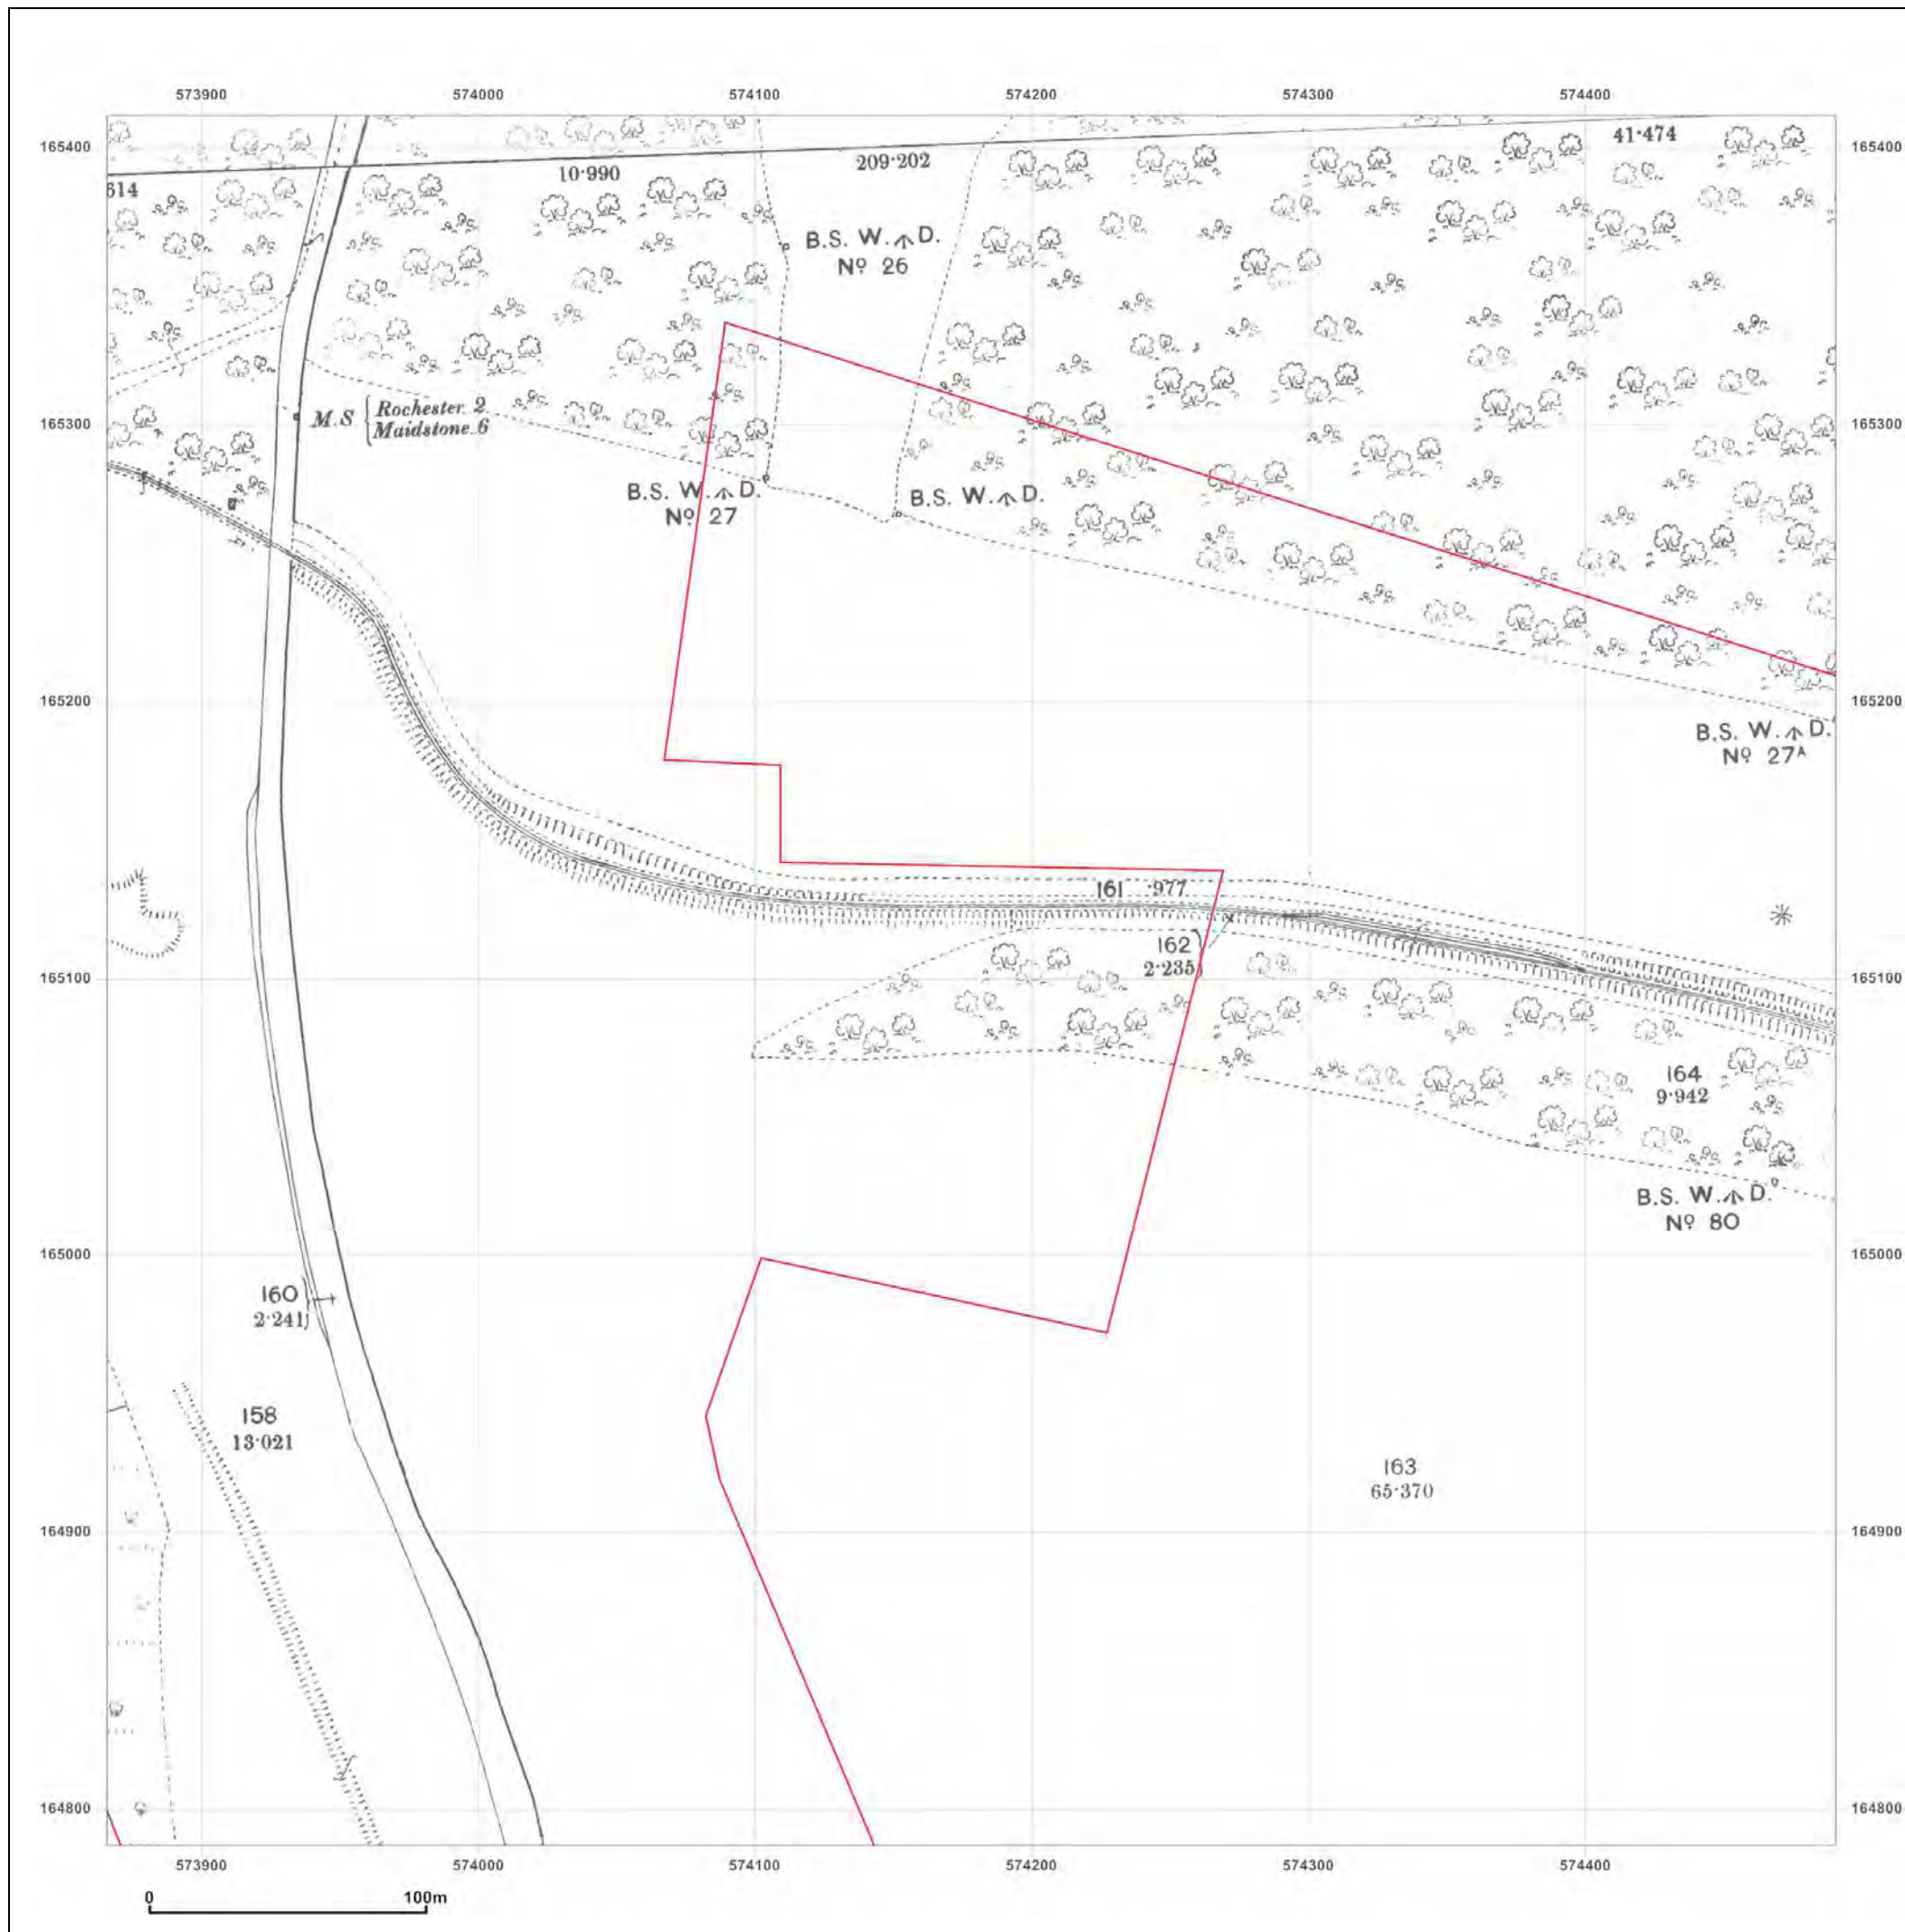 573900 574000 574100 574200 574300 574400
165400 165400
41·474
209·202
10·990
614
B.S. W.D.
Nº 26
165300 165300
M.S { Rochester 2
Maidstone 6
B.S. W.D.
Nº 27
B.S. W.D.
165200 165200
B.S. W.D.
Nº 27A
161 ·977
162
2·235
165100 165100
164
9·942
B.S. W.D.
Nº 80
165000 165000
160
2·241
158
13·021
163
65·370
164900 164900
164800 164800
573900 574000 574100 574200 574300 574400
0 100m